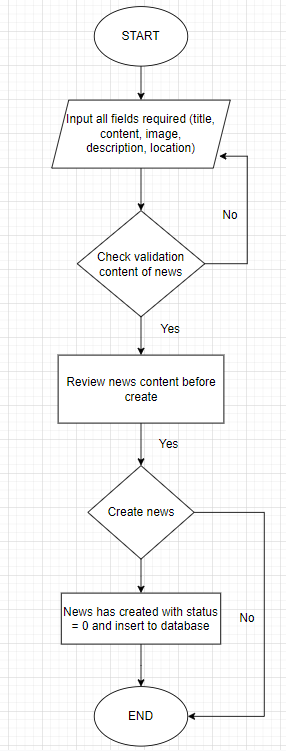 START
Input all fields required (title,
content, image,
description, location)
No
Check validation
content of news
Yes
Review news content before
create
Yes
Create news
News has created with status
= 0 and insert to database
No
END